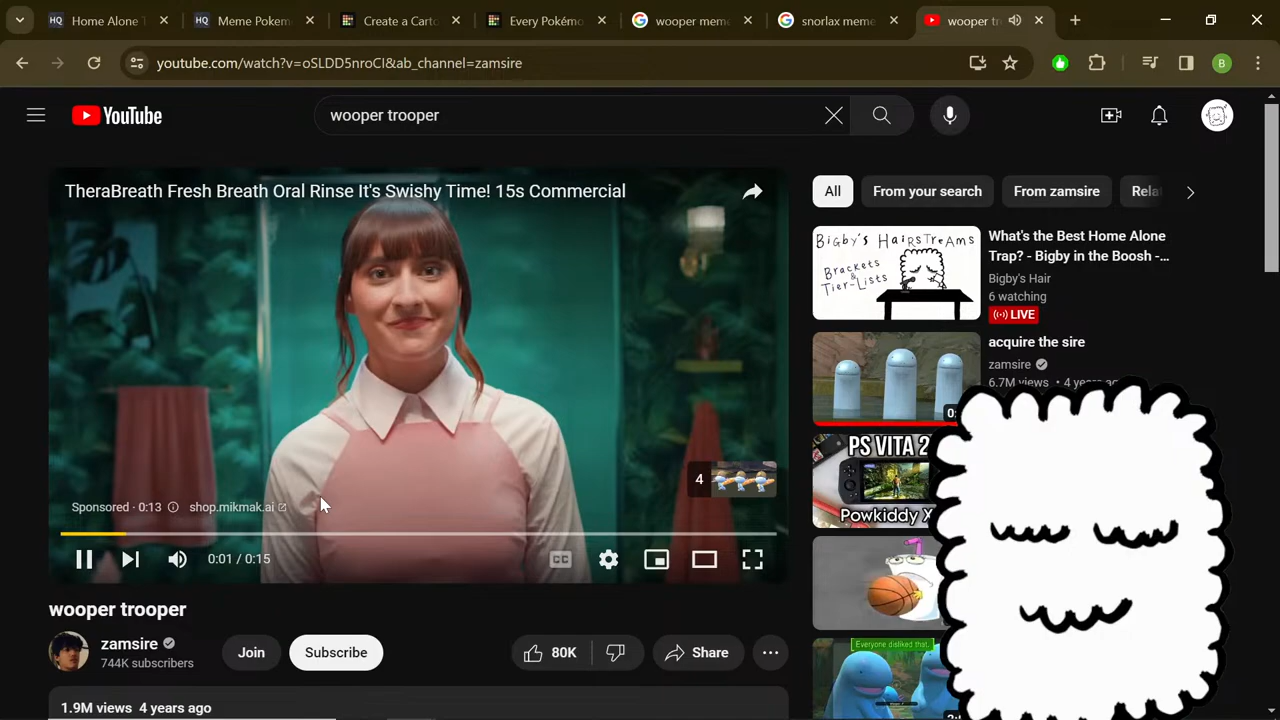 Home Alone T
Meme Pokem
Create a Carto
Every Pokémo
wooper meme
snorlax meme
wooper tr
youtube.com/watch?v=oSLDD5nroCI&ab_channel=zamsire
B
YouTube
wooper trooper
TheraBreath Fresh Breath Oral Rinse It's Swishy Time! 15s Commercial
Sponsored · 0:13
shop.mikmak.ai
4
0:01 / 0:15
CC
wooper trooper
zamsire
744K subscribers
Join
Subscribe
80K
Share
1.9M views 4 years ago
All
From your search
From zamsire
Rela
BIGBY'S HAIRSTREAMS
BRACKETS
&
TIER-LISTS
What's the Best Home Alone
Trap? - Bigby in the Boosh -...
Bigby's Hair
6 watching
LIVE
acquire the sire
zamsire
6.7M views • 4 years ago
PS VITA 2
Powkiddy X
Everyone disliked that.